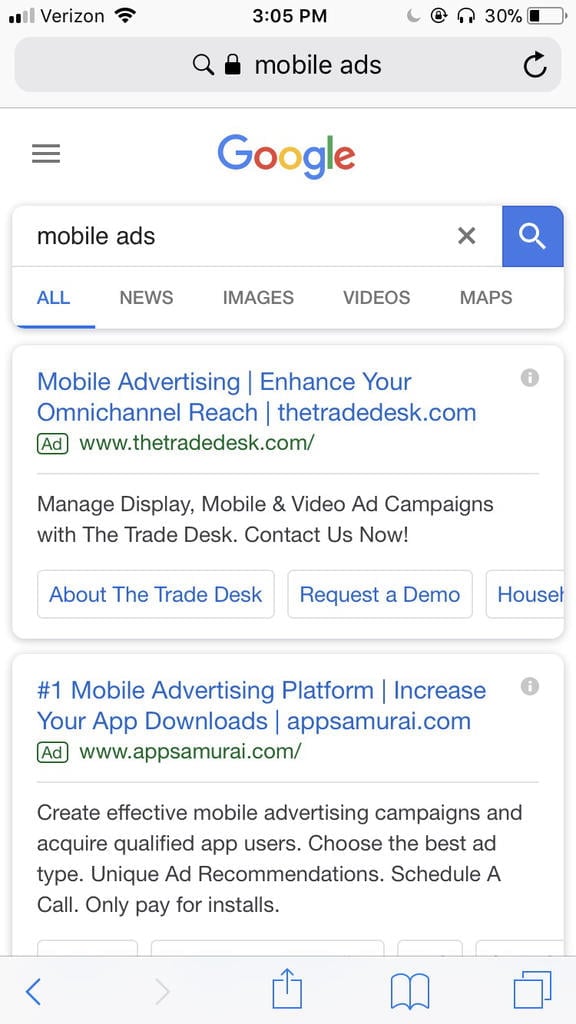 Verizon 3:05 PM 30%
mobile ads
Google
mobile ads
ALL NEWS IMAGES VIDEOS MAPS
Mobile Advertising | Enhance Your
Omnichannel Reach | thetradedesk.com
Ad www.thetradedesk.com/
Manage Display, Mobile & Video Ad Campaigns
with The Trade Desk. Contact Us Now!
About The Trade Desk Request a Demo
#1 Mobile Advertising Platform | Increase
Your App Downloads | appsamurai.com
Ad www.appsamurai.com/
Create effective mobile advertising campaigns and
acquire qualified app users. Choose the best ad
type. Unique Ad Recommendations. Schedule A
Call. Only pay for installs.